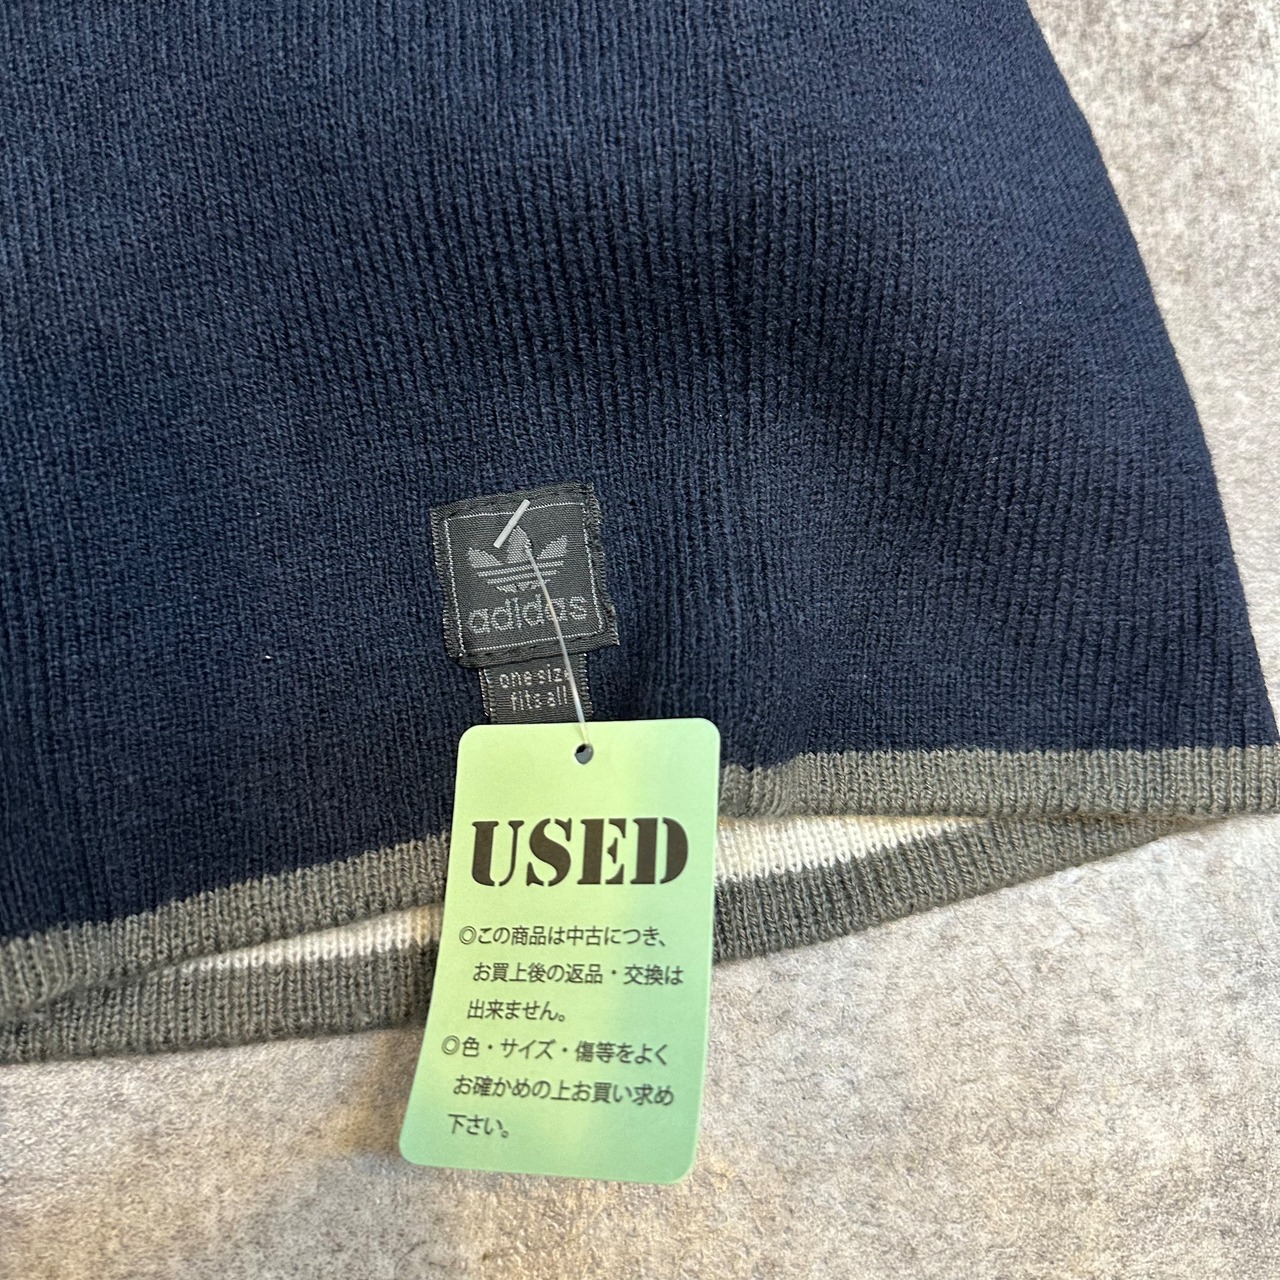 adidas
one size
fits all
USED
◎この商品は中古につき、
お買上後の返品・交換は
出来ません。
◎色・サイズ・傷等をよく
お確かめの上お買い求め
下さい。